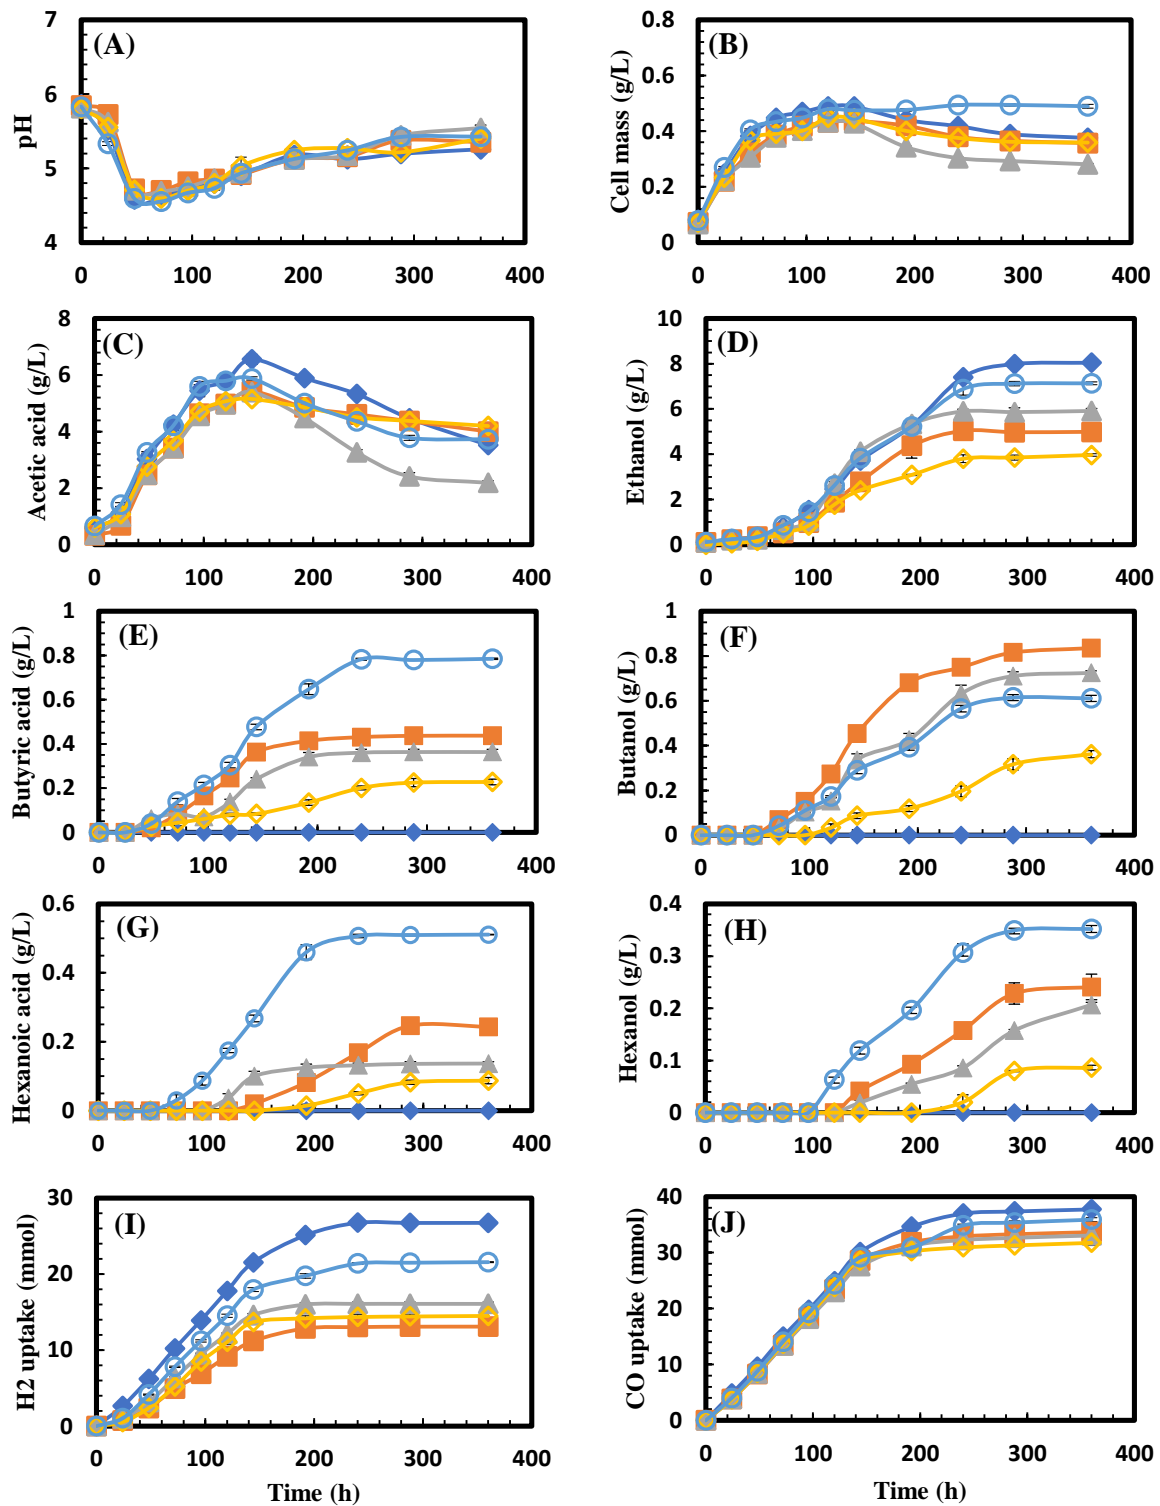 7
(A)
6
pH
5
4
0 100 200 300 400
0.8
(B)
0.6
Cell mass (g/L)
0.4
0.2
0
0 100 200 300 400
8
(C)
6
Acetic acid (g/L)
4
2
0
0 100 200 300 400
10
(D)
8
6
Ethanol (g/L)
4
2
0
0 100 200 300 400
1
(E)
0.8
0.6
Butyric acid (g/L)
0.4
0.2
0
0 100 200 300 400
1
(F)
0.8
0.6
Butanol (g/L)
0.4
0.2
0
0 100 200 300 400
0.6
(G)
0.4
Hexanoic acid (g/L)
0.2
0
0 100 200 300 400
0.4
(H)
0.3
Hexanol (g/L)
0.2
0.1
0
0 100 200 300 400
30
(I)
20
H2 uptake (mmol)
10
0
0 100 200 300 400
Time (h)
40
(J)
30
CO uptake (mmol)
20
10
0
0 100 200 300 400
Time (h)